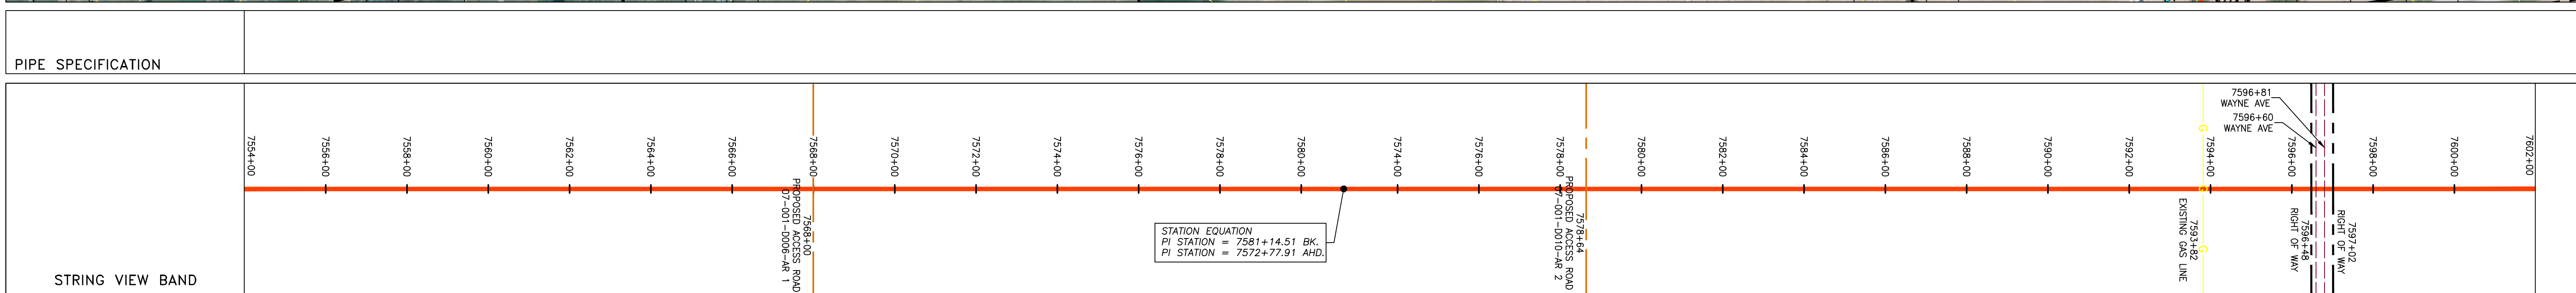 PIPE SPECIFICATION
STRING VIEW BAND
7554+00
7556+00
7558+00
7560+00
7562+00
7564+00
7566+00
7568+00
7570+00
7572+00
7574+00
7576+00
7578+00
7580+00
7574+00
7576+00
7578+00
7580+00
7582+00
7584+00
7586+00
7588+00
7590+00
7592+00
7594+00
7596+00
7598+00
7600+00
7602+00
7568+00
PROPOSED ACCESS ROAD
07-001-D006-AR 1
STATION EQUATION
PI STATION = 7581+14.51 BK.
PI STATION = 7572+77.91 AHD.
7578+64
PROPOSED ACCESS ROAD
07-001-D010-AR 2
G
G
G
7593+82
EXISTING GAS LINE
7596+81
WAYNE AVE
7596+60
WAYNE AVE
7596+48
RIGHT OF WAY
7597+02
RIGHT OF WAY